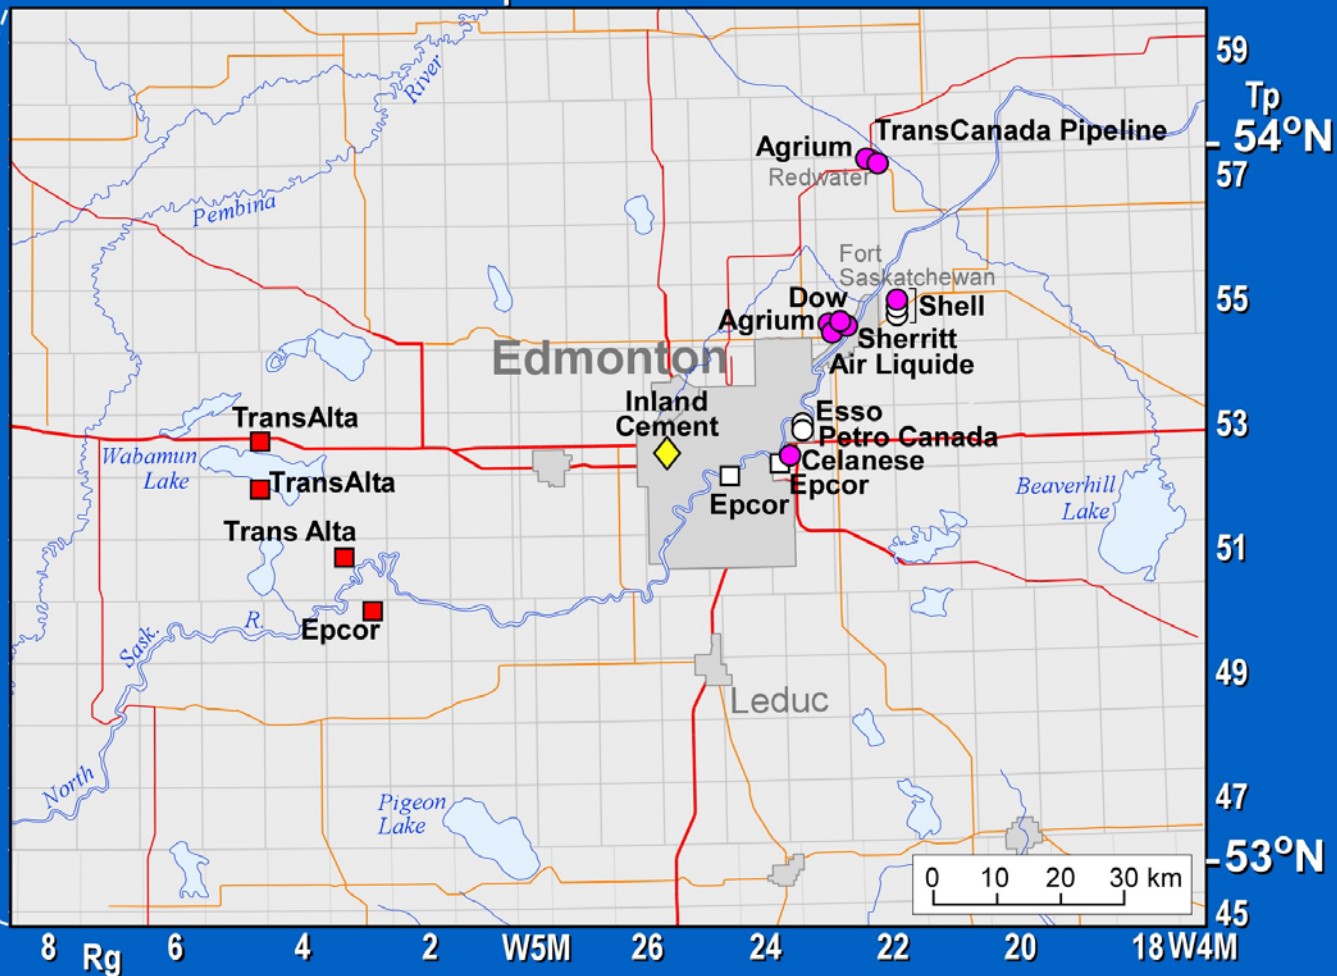 59
Tp
54°N
57
River
TransCanada Pipeline
Agrium
Redwater
Pembina
Fort
Saskatchewan
55
Dow
Shell
Agrium
Sherritt
Air Liquide
Edmonton
Inland
Cement
TransAlta
Esso
Petro Canada
53
Wabamun
Lake
Celanese
TransAlta
Epcor
Epcor
Beaverhill
Lake
Trans Alta
51
R.
Epcor
Sask.
49
Leduc
North
Pigeon
Lake
47
53°N
0 10 20 30 km
45
8 Rg 6 4 2 W5M 26 24 22 20 18 W4M